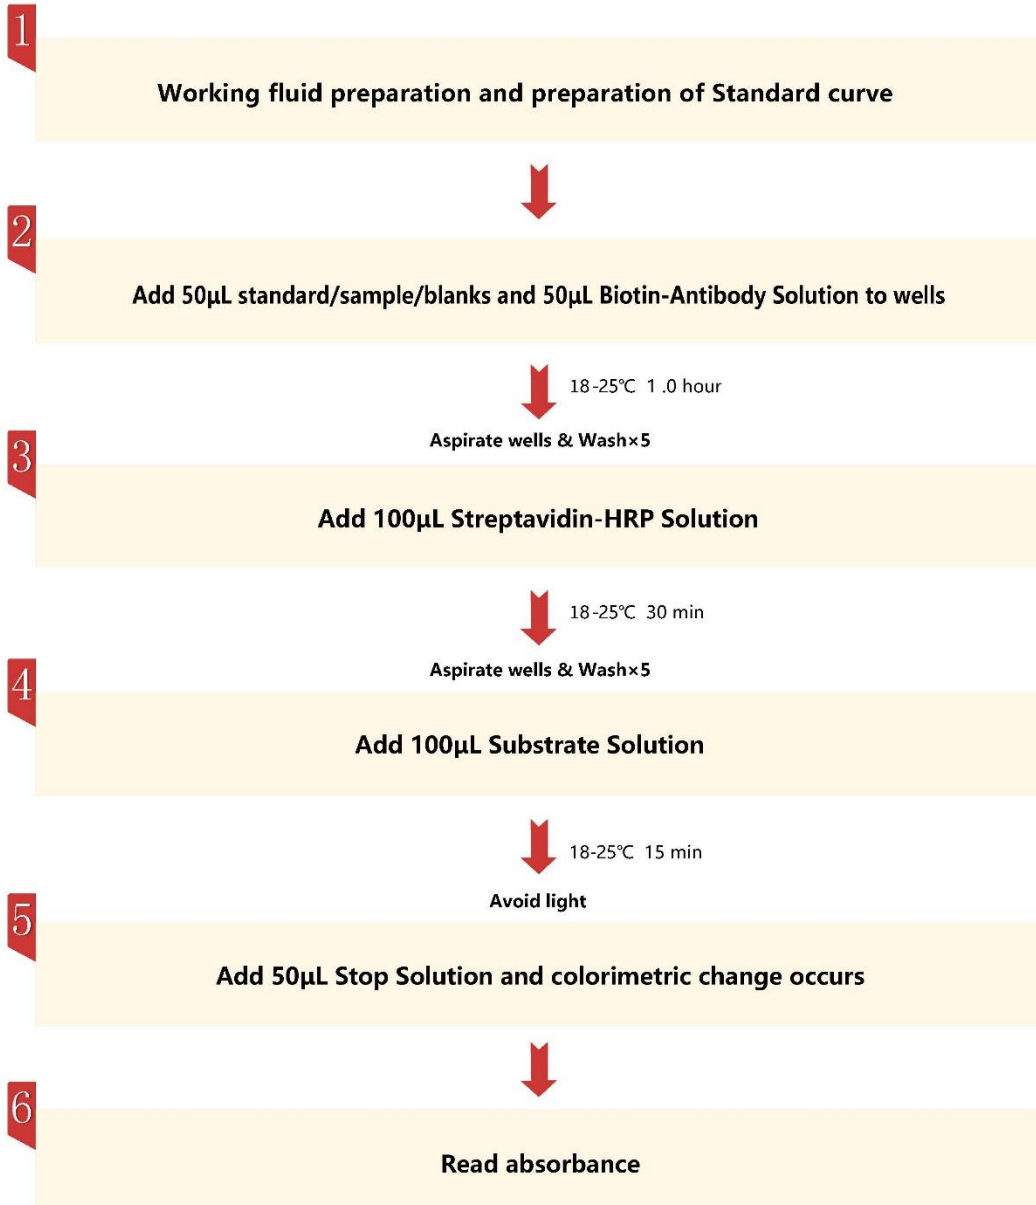 1
Working fluid preparation and preparation of Standard curve
2
Add 50μL standard/sample/blanks and 50μL Biotin-Antibody Solution to wells
18-25℃ 1 .0 hour
Aspirate wells & Wash×5
3
Add 100μL Streptavidin-HRP Solution
18-25℃ 30 min
Aspirate wells & Wash×5
4
Add 100μL Substrate Solution
18-25℃ 15 min
Avoid light
5
Add 50μL Stop Solution and colorimetric change occurs
6
Read absorbance